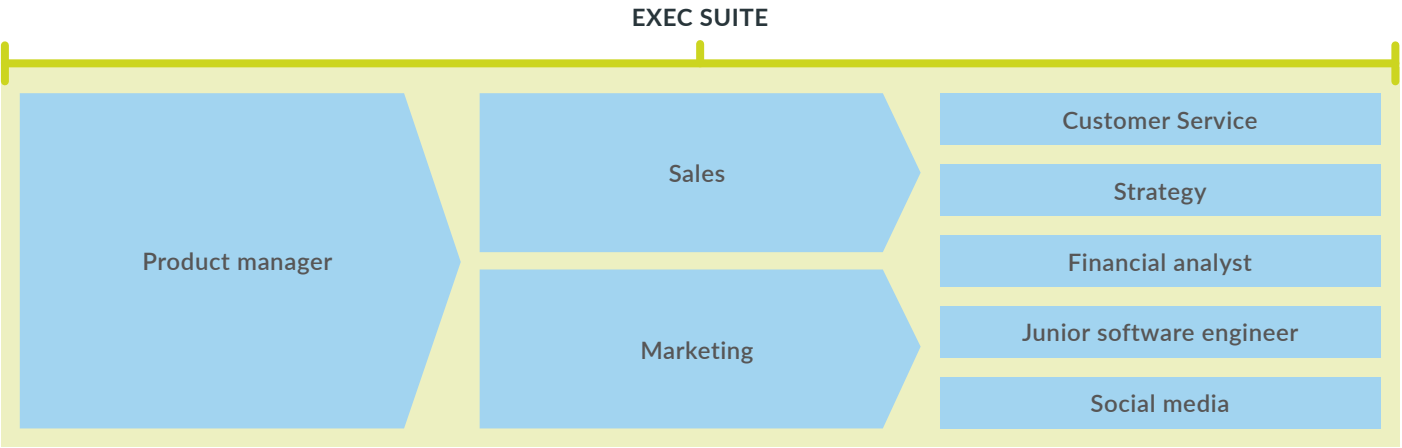 EXEC SUITE
Product manager
Sales
Marketing
Customer Service
Strategy
Financial analyst
Junior software engineer
Social media